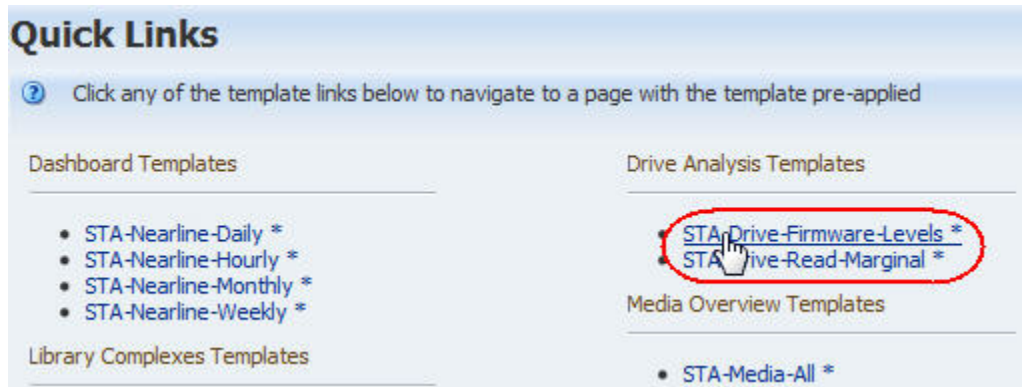 Quick Links
Click any of the template links below to navigate to a page with the template pre-applied
Dashboard Templates
STA-Nearline-Daily *
STA-Nearline-Hourly *
STA-Nearline-Monthly *
STA-Nearline-Weekly *
Library Complexes Templates
Drive Analysis Templates
STA-Drive-Firmware-Levels *
STA-Drive-Read-Marginal *
Media Overview Templates
STA-Media-All *